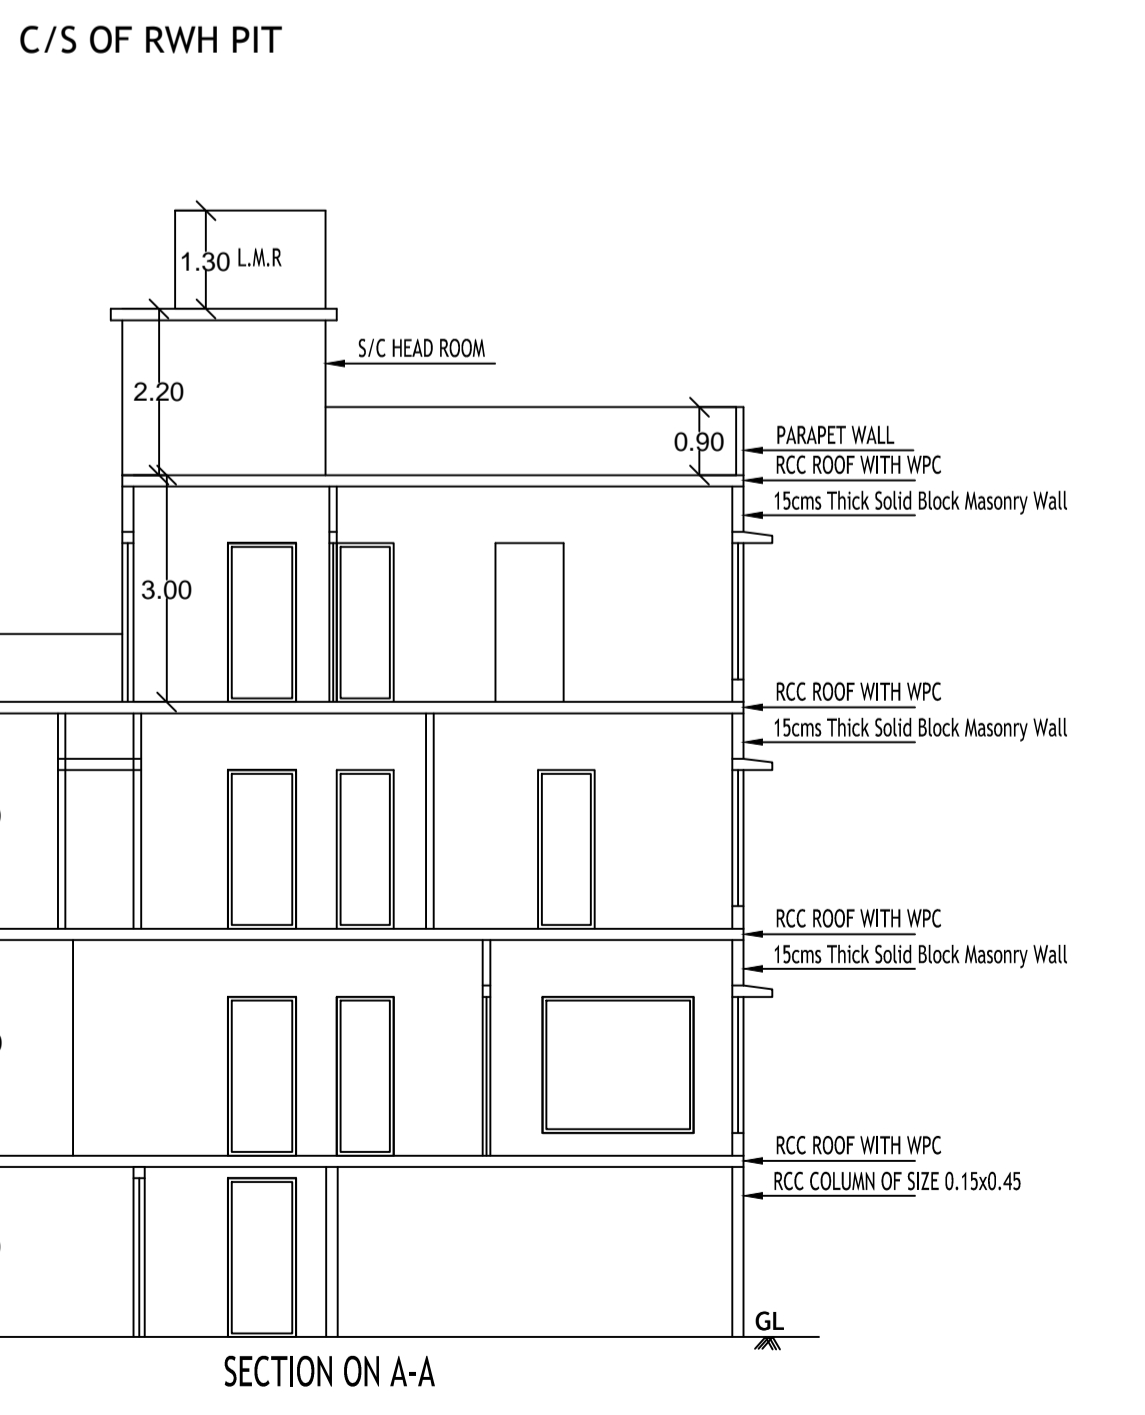 C/S OF RWH PIT
1.30 L.M.R
S/C HEAD ROOM
2.20
0.90
PARAPET WALL
RCC ROOF WITH WPC
15cms Thick Solid Block Masonry Wall
3.00
RCC ROOF WITH WPC
15cms Thick Solid Block Masonry Wall
RCC ROOF WITH WPC
15cms Thick Solid Block Masonry Wall
RCC ROOF WITH WPC
RCC COLUMN OF SIZE 0.15x0.45
GL
SECTION ON A-A